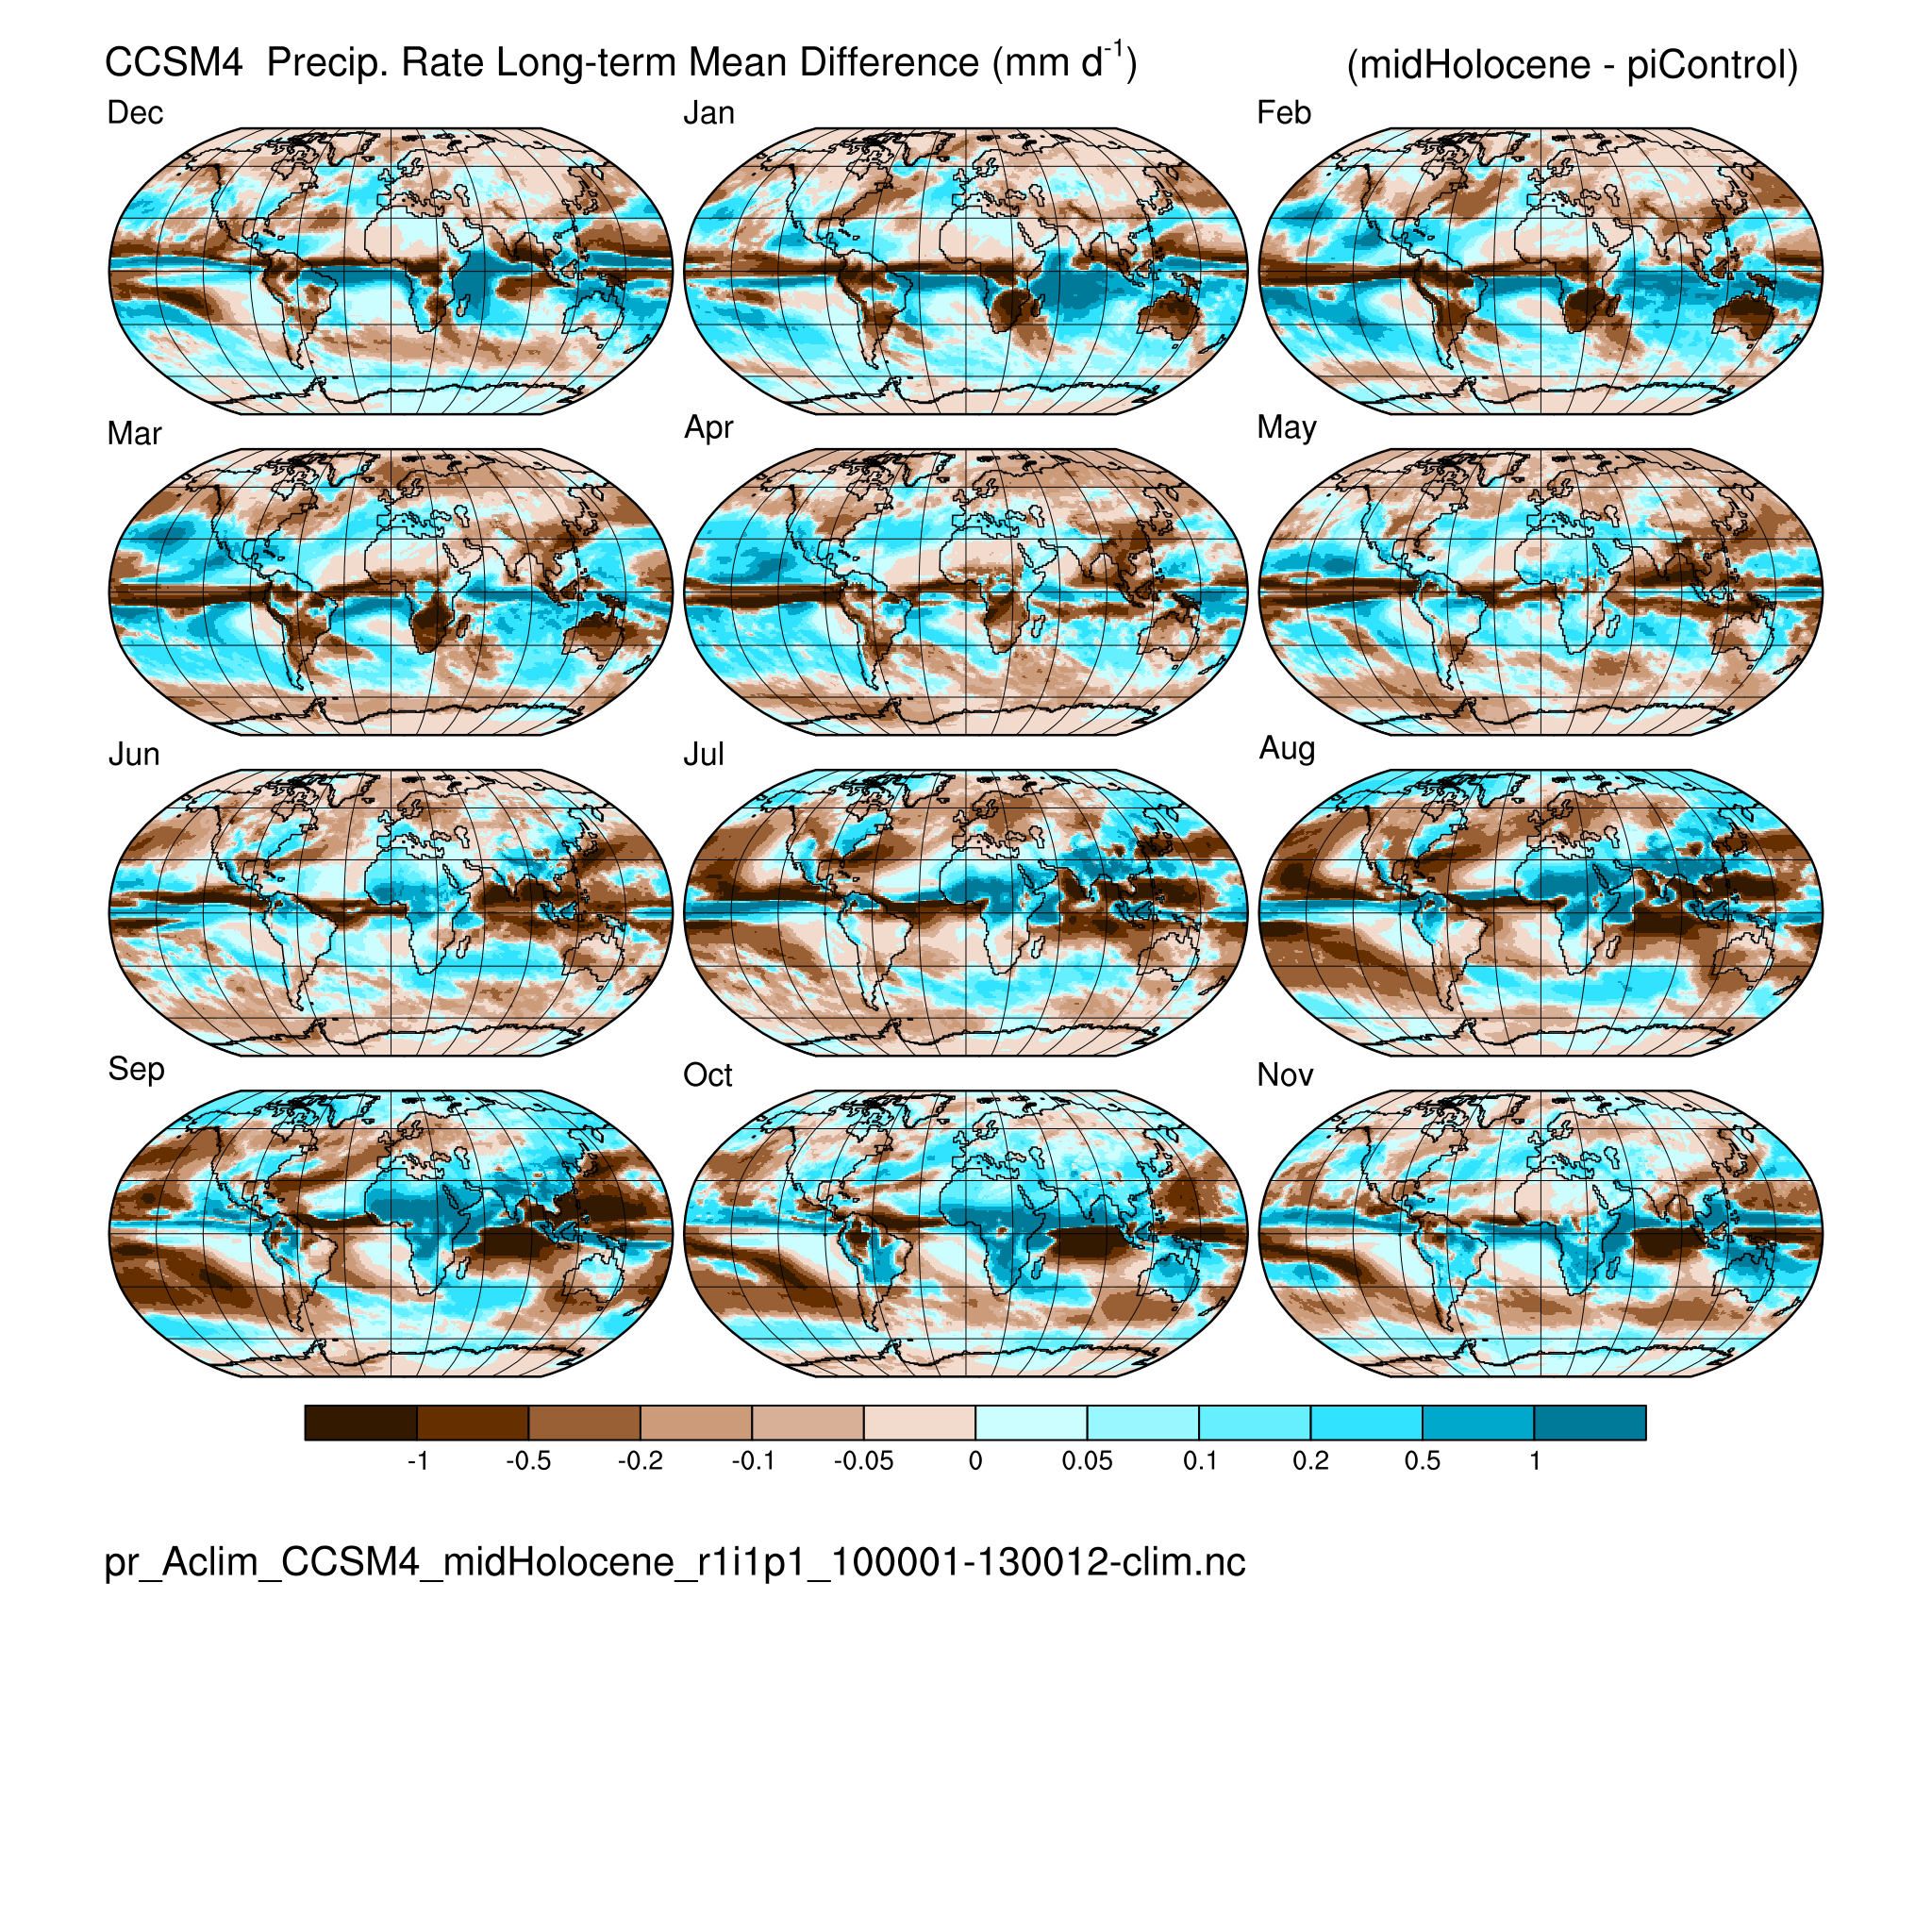 CCSM4 Precip. Rate Long-term Mean Difference (mm d-1) (midHolocene - piControl)
Dec Jan Feb
Mar Apr May
Jun Jul Aug
Sep Oct Nov
-1 -0.5 -0.2 -0.1 -0.05 0 0.05 0.1 0.2 0.5 1
pr_Aclim_CCSM4_midHolocene_r1i1p1_100001-130012-clim.nc